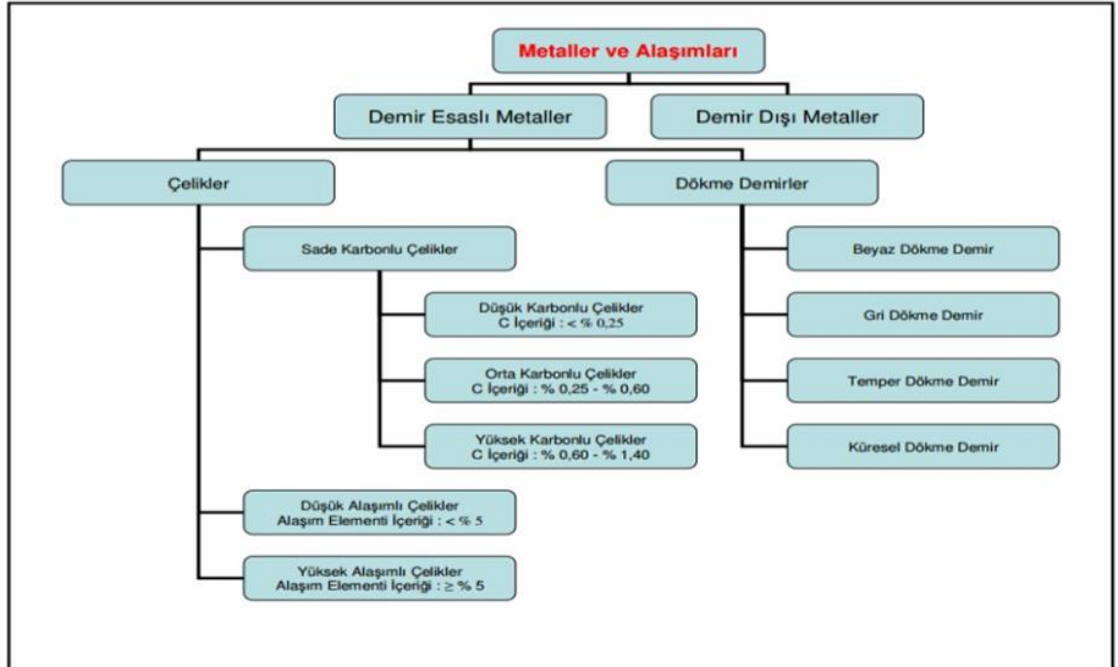 Metaller ve Alaşımları
Demir Esaslı Metaller
Demir Dışı Metaller
Çelikler
Dökme Demirler
Sade Karbonlu Çelikler
Düşük Karbonlu Çelikler
C İçeriği : < % 0,25
Orta Karbonlu Çelikler
C İçeriği : % 0,25 - % 0,60
Yüksek Karbonlu Çelikler
C İçeriği : % 0,60 - % 1,40
Düşük Alaşımlı Çelikler
Alaşım Elementi İçeriği : < % 5
Yüksek Alaşımlı Çelikler
Alaşım Elementi İçeriği : ≥ % 5
Beyaz Dökme Demir
Gri Dökme Demir
Temper Dökme Demir
Küresel Dökme Demir